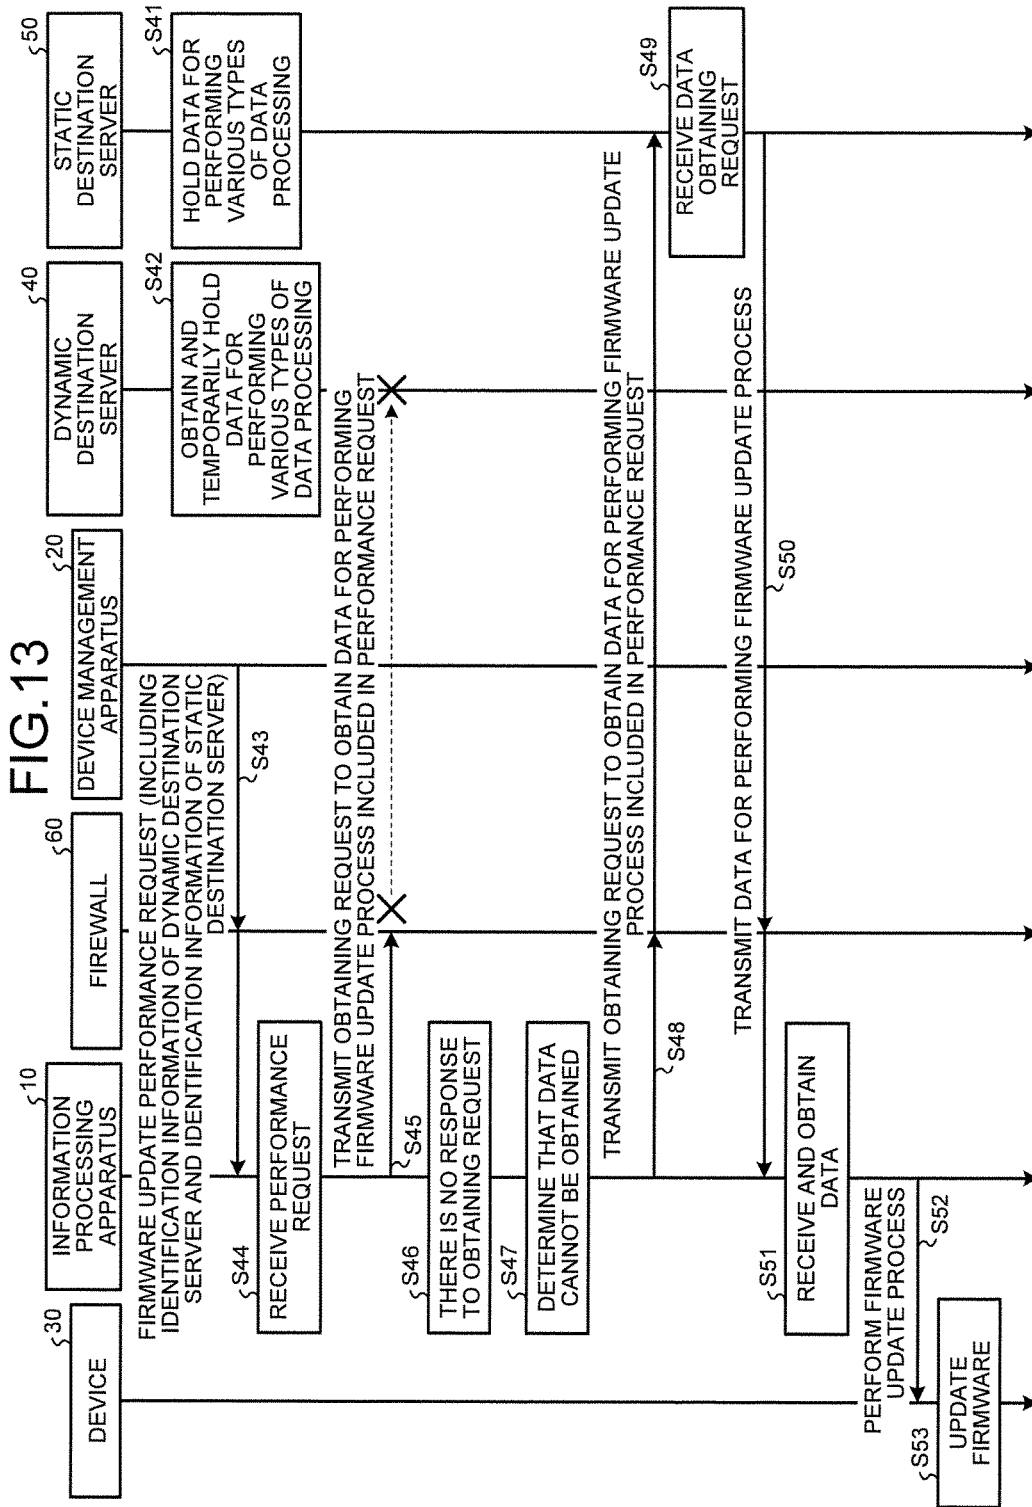 FIG.13
30
DEVICE
10
INFORMATION
PROCESSING
APPARATUS
60
FIREWALL
20
DEVICE MANAGEMENT
APPARATUS
40
DYNAMIC
DESTINATION
SERVER
50
STATIC
DESTINATION
SERVER
S41
HOLD DATA FOR
PERFORMING
VARIOUS TYPES
OF DATA
PROCESSING
S42
OBTAIN AND
TEMPORARILY HOLD
DATA FOR
PERFORMING
VARIOUS TYPES OF
DATA PROCESSING
FIRMWARE UPDATE PERFORMANCE REQUEST (INCLUDING
IDENTIFICATION INFORMATION OF DYNAMIC DESTINATION
SERVER AND IDENTIFICATION INFORMATION OF STATIC
DESTINATION SERVER)
S43
S44
RECEIVE PERFORMANCE
REQUEST
TRANSMIT OBTAINING REQUEST TO OBTAIN DATA FOR PERFORMING
FIRMWARE UPDATE PROCESS INCLUDED IN PERFORMANCE REQUEST
S45
S46
THERE IS NO RESPONSE
TO OBTAINING REQUEST
S47
DETERMINE THAT DATA
CANNOT BE OBTAINED
TRANSMIT OBTAINING REQUEST TO OBTAIN DATA FOR PERFORMING FIRMWARE UPDATE
PROCESS INCLUDED IN PERFORMANCE REQUEST
S48
S49
RECEIVE DATA
OBTAINING
REQUEST
TRANSMIT DATA FOR PERFORMING FIRMWARE UPDATE PROCESS
S50
S51
RECEIVE AND OBTAIN
DATA
PERFORM FIRMWARE
UPDATE PROCESS
S52
S53
UPDATE
FIRMWARE